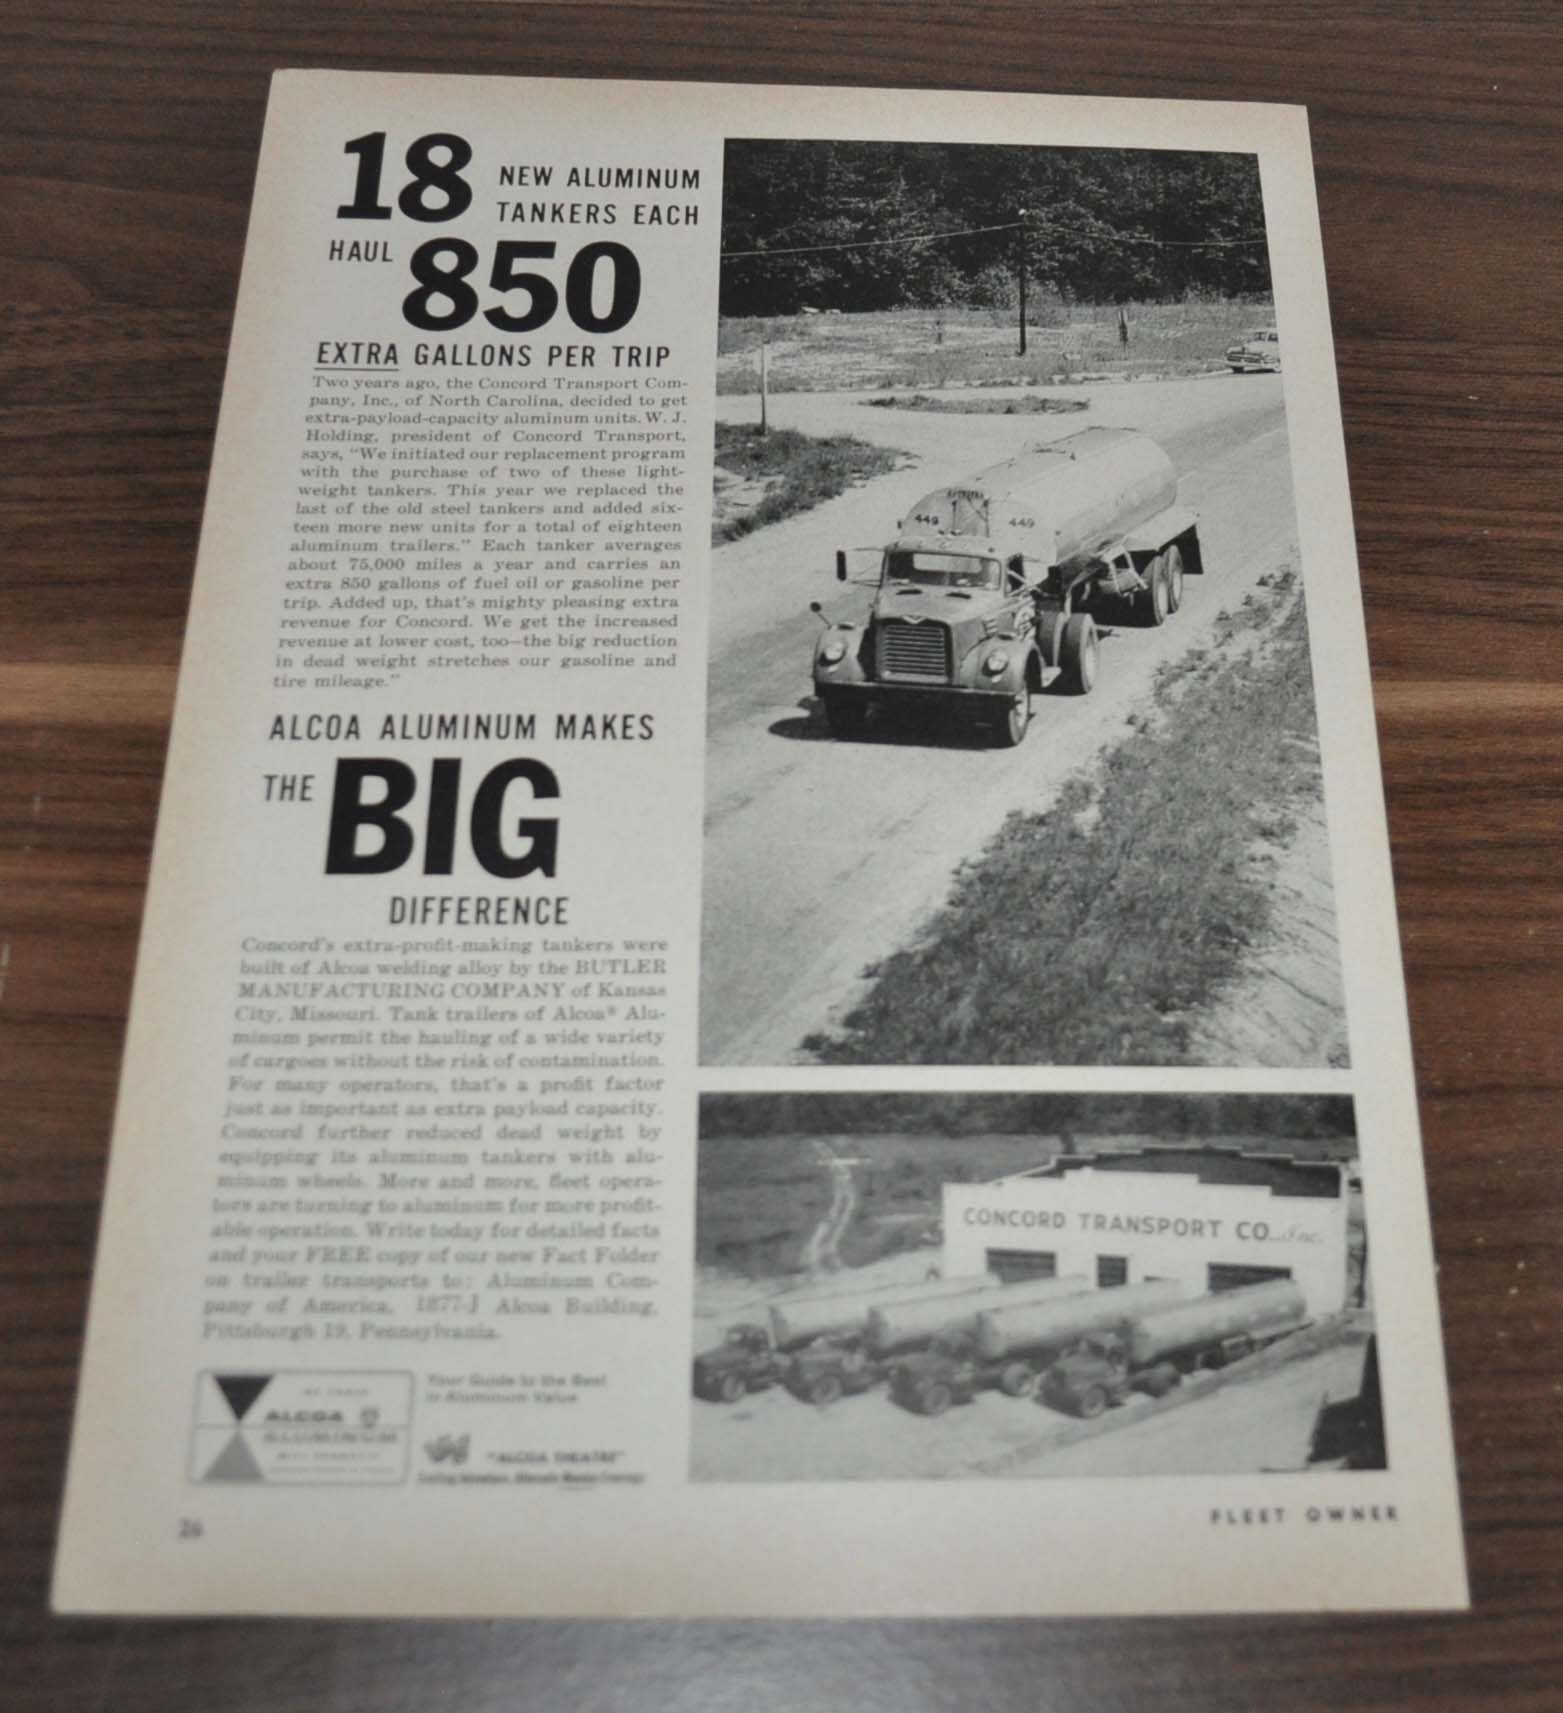 18 NEW ALUMINUM
TANKERS EACH
HAUL 850
EXTRA GALLONS PER TRIP
Two years ago, the Concord Transport Com-
pany, Inc., of North Carolina, decided to get
extra-payload-capacity aluminum units. W. J.
Holding, president of Concord Transport,
says, "We initiated our replacement program
with the purchase of two of these light-
weight tankers. This year we replaced the
last of the old steel tankers and added six-
teen more new units for a total of eighteen
aluminum trailers." Each tanker averages
about 75,000 miles a year and carries an
extra 850 gallons of fuel oil or gasoline per
trip. Added up, that's mighty pleasing extra
revenue for Concord. We get the increased
revenue at lower cost, too—the big reduction
in dead weight stretches our gasoline and
tire mileage."
ALCOA ALUMINUM MAKES
THE BIG
DIFFERENCE
Concord's extra-profit-making tankers were
built of Alcoa welding alloy by the BUTLER
MANUFACTURING COMPANY of Kansas
City, Missouri. Tank trailers of Alcoa® Alu-
minum permit the hauling of a wide variety
of cargoes without the risk of contamination.
For many operators, that's a profit factor
just as important as extra payload capacity.
Concord further reduced dead weight by
equipping its aluminum tankers with alu-
minum wheels. More and more, fleet opera-
tors are turning to aluminum for more profit-
able operation. Write today for detailed facts
and your FREE copy of our new Fact Folder
on trailer transports to: Aluminum Com-
pany of America, 1877-J Alcoa Building,
Pittsburgh 19, Pennsylvania.
ALCOA
ALUMINUM
Your Guide to the Best
in Aluminum Value
"ALCOA THEATRE"
449 449
CONCORD TRANSPORT CO. Inc.
26
FLEET OWNER